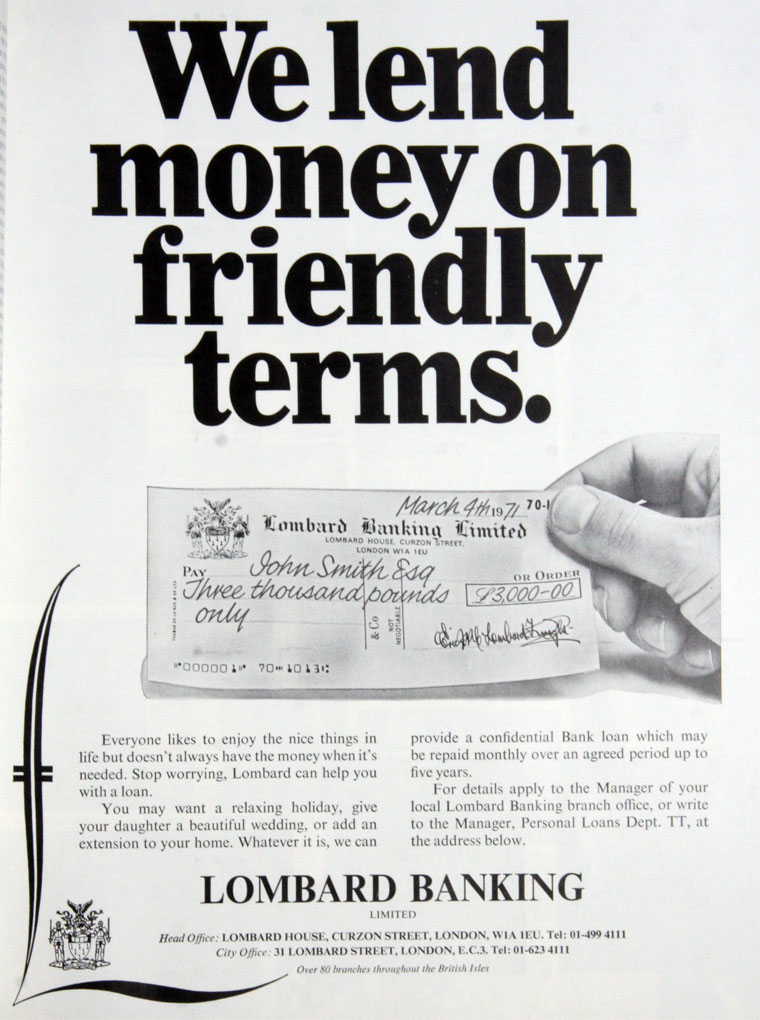 We lend
money on
friendly
terms.
March 4th 1971 70-1
Lombard Banking Limited
LOMBARD HOUSE, CURZON STREET,
LONDON W1A 1EU
PAY John Smith Esq OR ORDER
Three thousand pounds £3,000-00
only
& Co
NOT
NEGOTIABLE
Everyone likes to enjoy the nice things in
life but doesn't always have the money when it's
needed. Stop worrying, Lombard can help you
with a loan.
You may want a relaxing holiday, give
your daughter a beautiful wedding, or add an
extension to your home. Whatever it is, we can
provide a confidential Bank loan which may
be repaid monthly over an agreed period up to
five years.
For details apply to the Manager of your
local Lombard Banking branch office, or write
to the Manager, Personal Loans Dept. TT, at
the address below.
LOMBARD BANKING
LIMITED
Head Office: LOMBARD HOUSE, CURZON STREET, LONDON, W1A 1EU. Tel: 01-499 4111
City Office: 31 LOMBARD STREET, LONDON, E.C.3. Tel: 01-623 4111
Over 80 branches throughout the British Isles